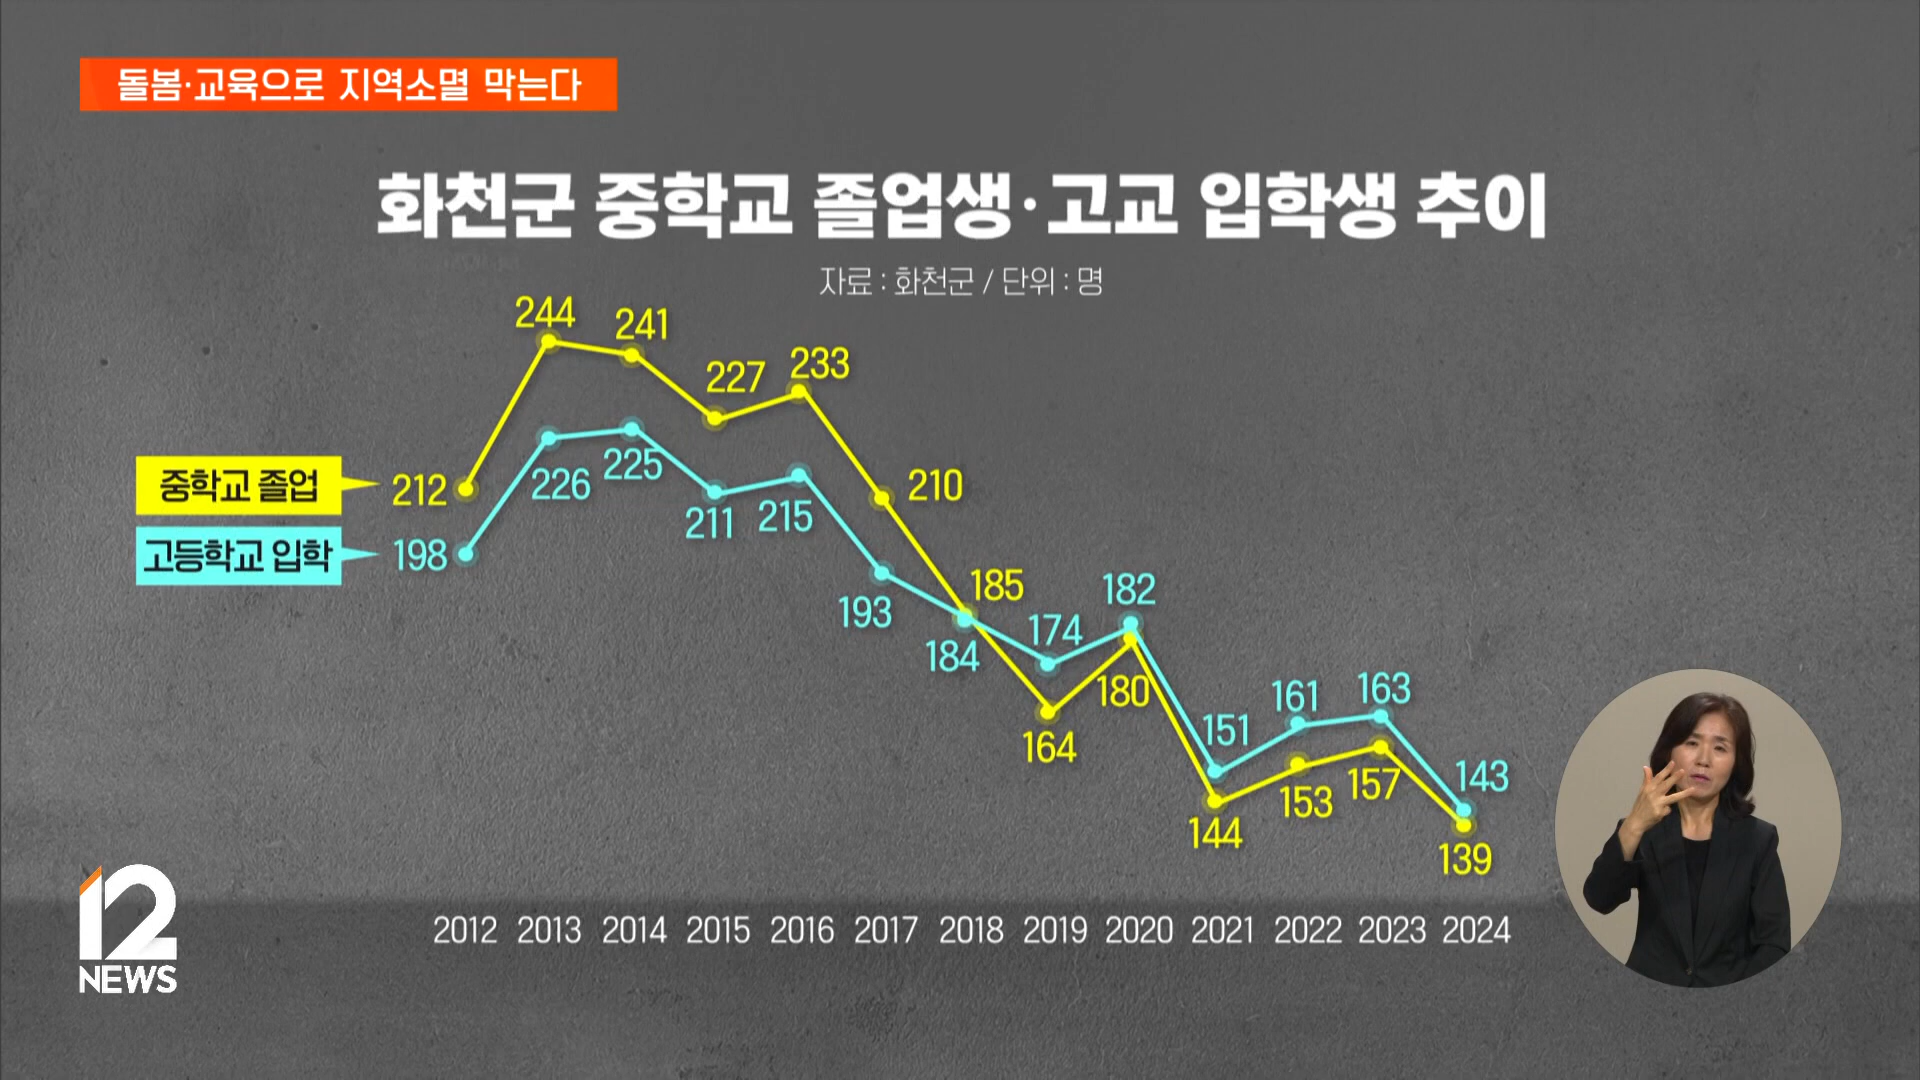 돌봄·교육으로 지역소멸 막는다
화천군 중학교 졸업생·고교 입학생 추이
자료 : 화천군 / 단위 : 명
중학교 졸업
212 244 241 227 233 210 185 164 180 144 153 157 139
고등학교 입학
198 226 225 211 215 193 184 174 182 151 161 163 143
2012 2013 2014 2015 2016 2017 2018 2019 2020 2021 2022 2023 2024
12
NEWS